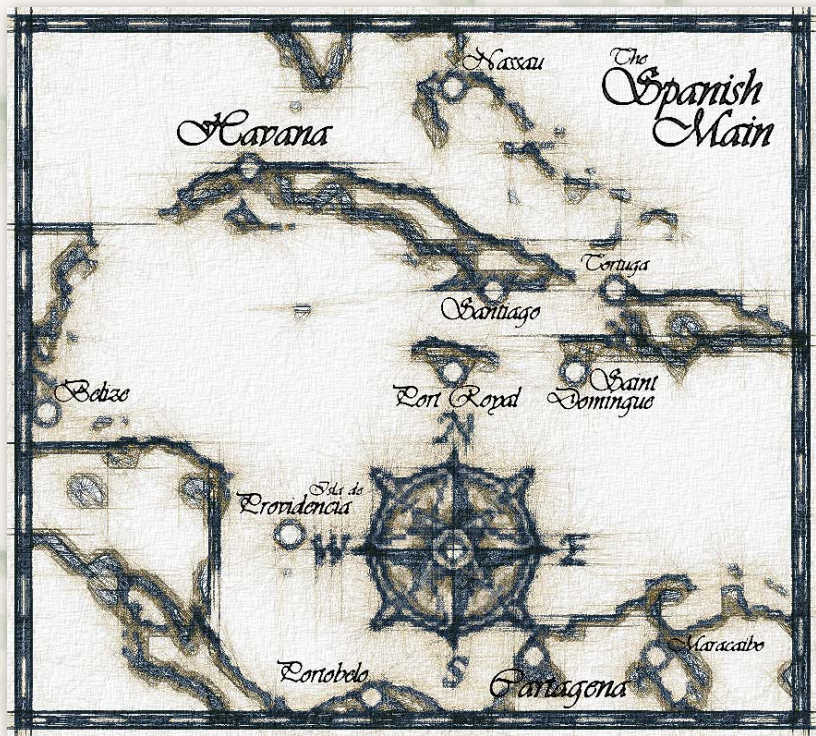 Nassau
The
Spanish
Main
Havana
Tortuga
Santiago
Belize
Port Royal
Saint
Domingue
N
Isla de
Providencia
W
E
Maracaibo
S
Portobelo
Cartagena